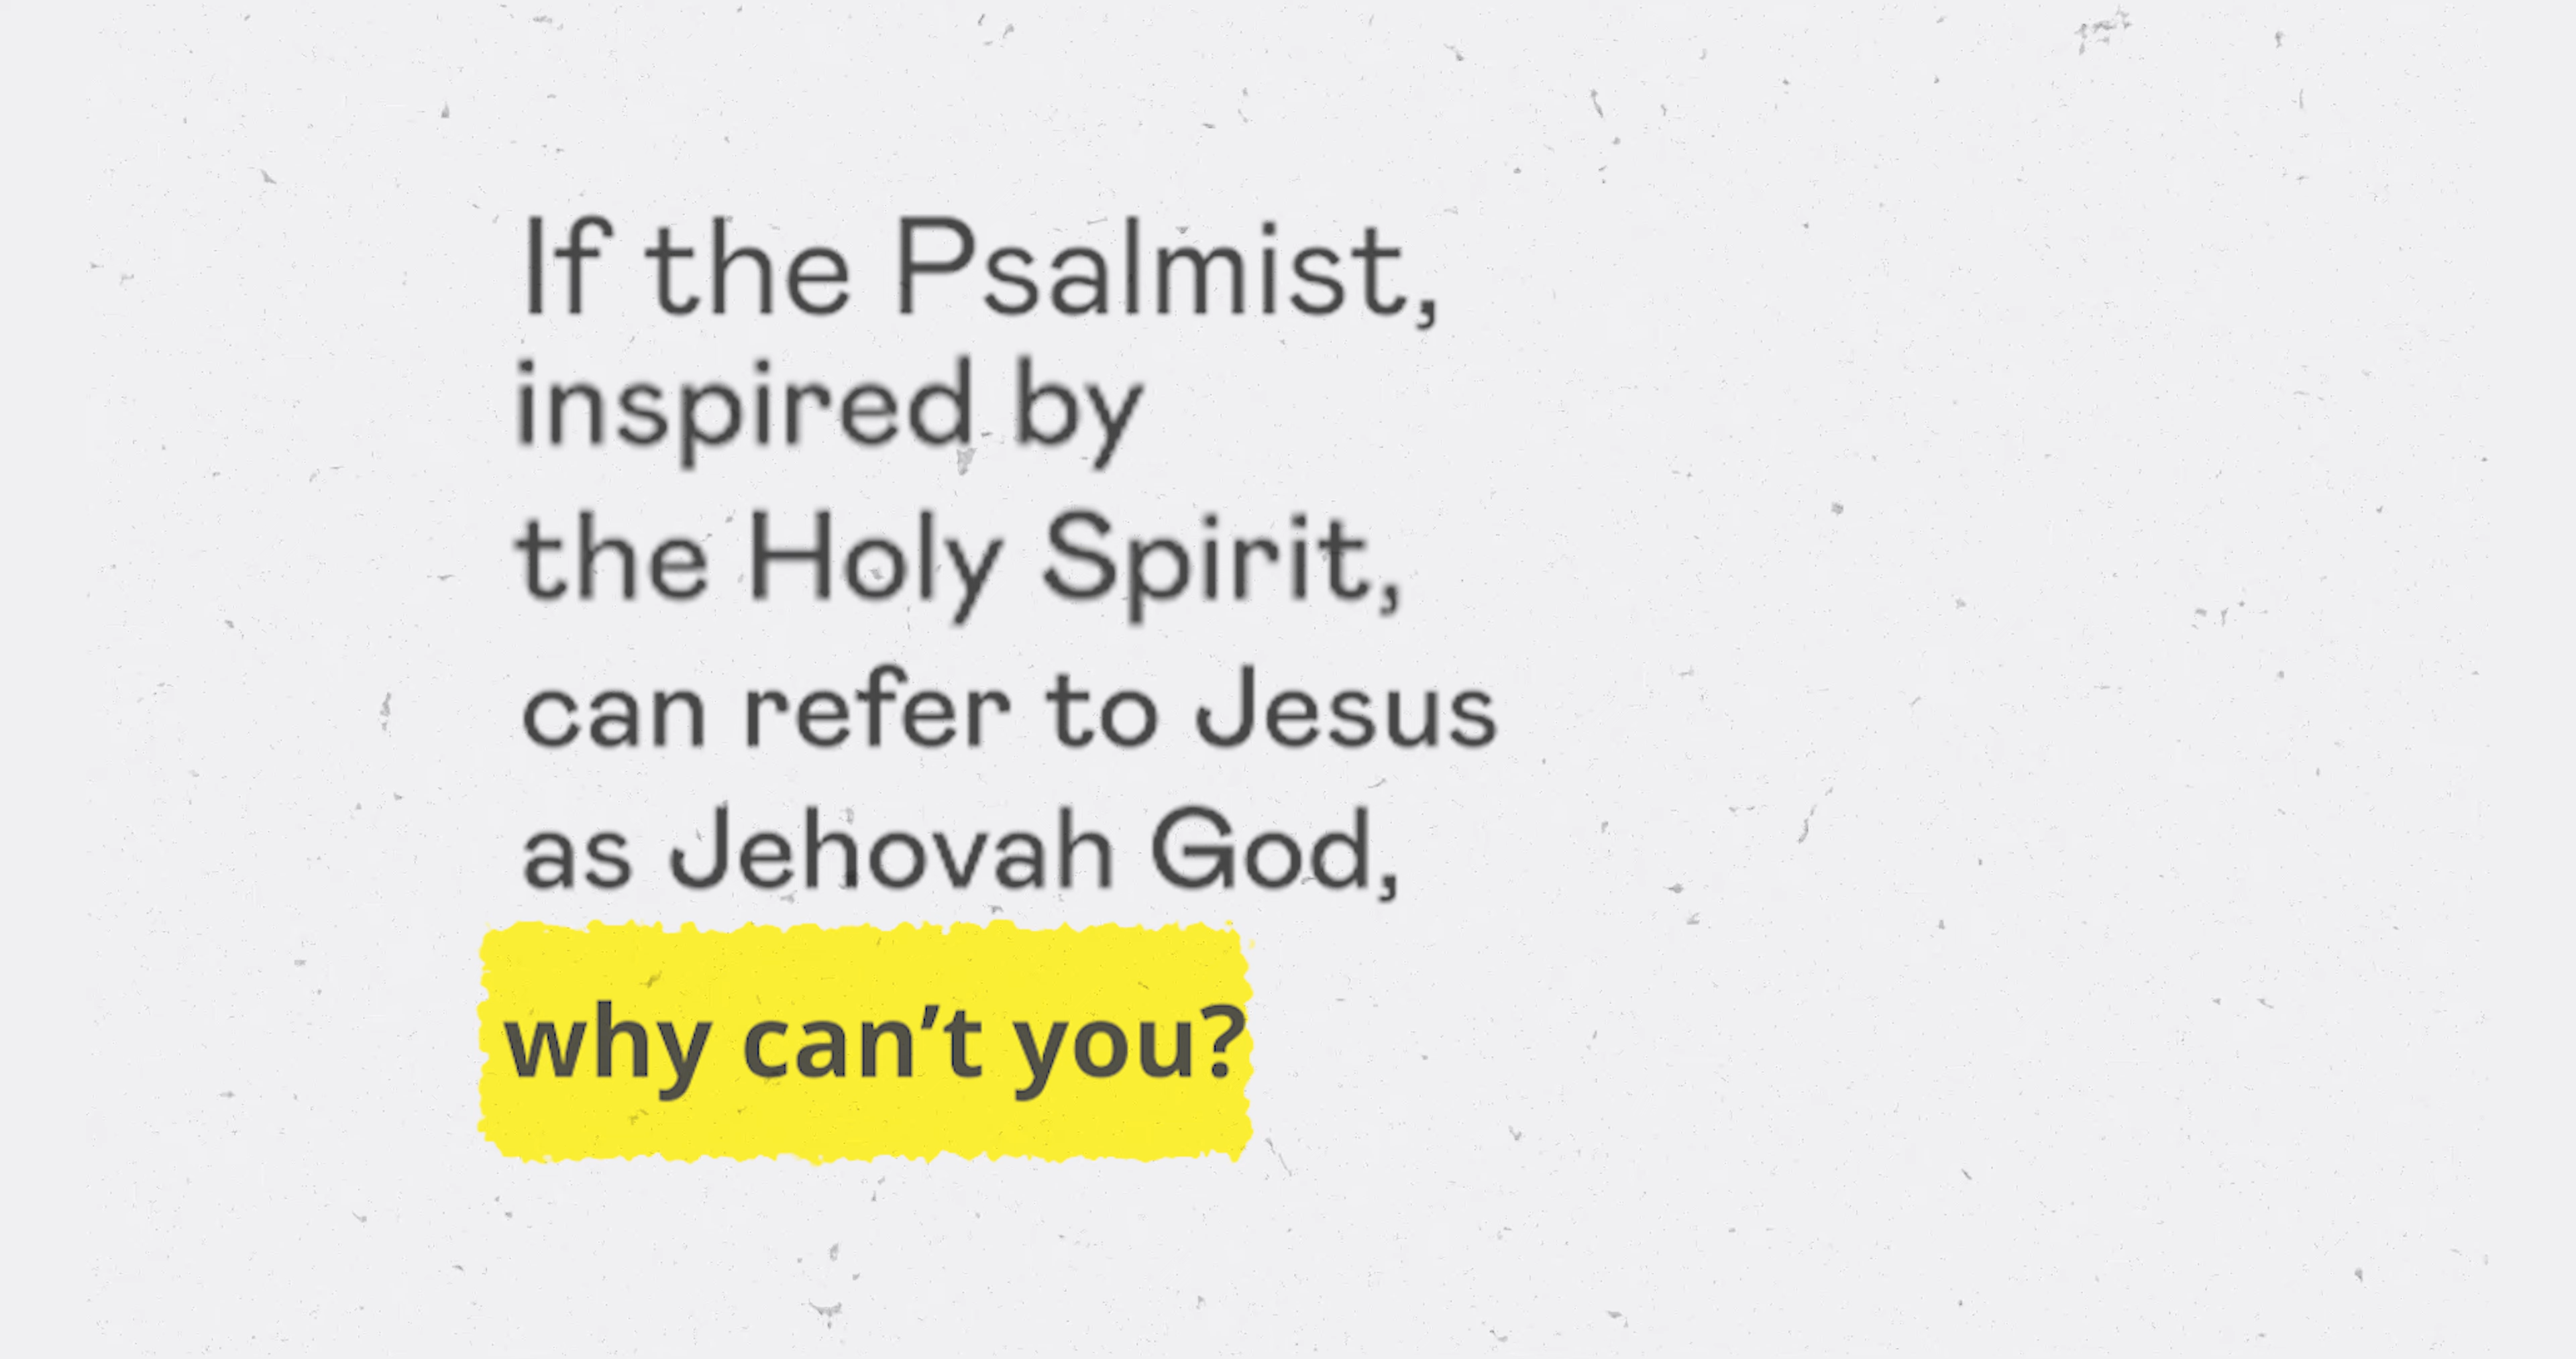 If the Psalmist,
inspired by
the Holy Spirit,
can refer to Jesus
as Jehovah God,
why can’t you?